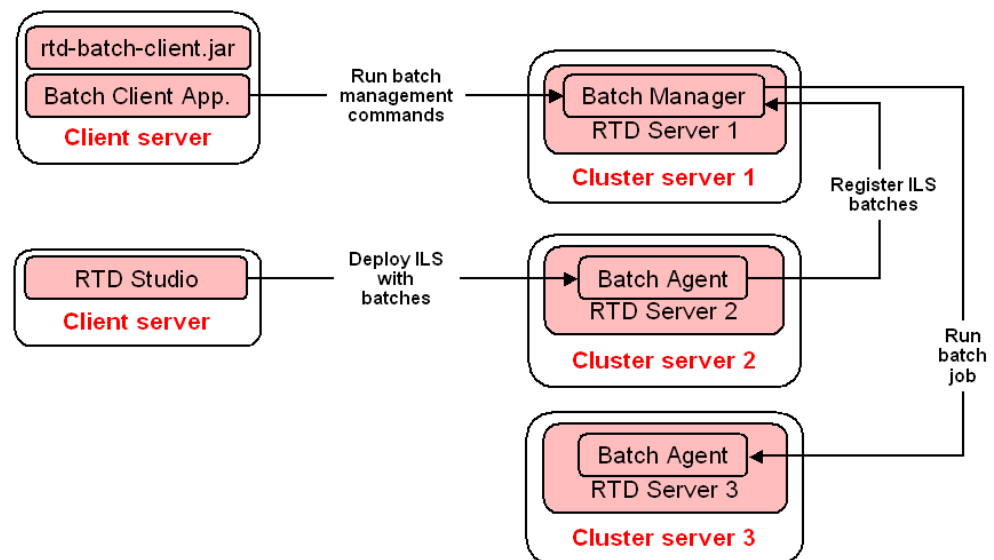 rtd-batch-client.jar
Batch Client App.
Client server
Run batch
management
commands
Batch Manager
RTD Server 1
Cluster server 1
Register ILS
batches
RTD Studio
Client server
Deploy ILS
with
batches
Batch Agent
RTD Server 2
Cluster server 2
Run
batch
job
Batch Agent
RTD Server 3
Cluster server 3